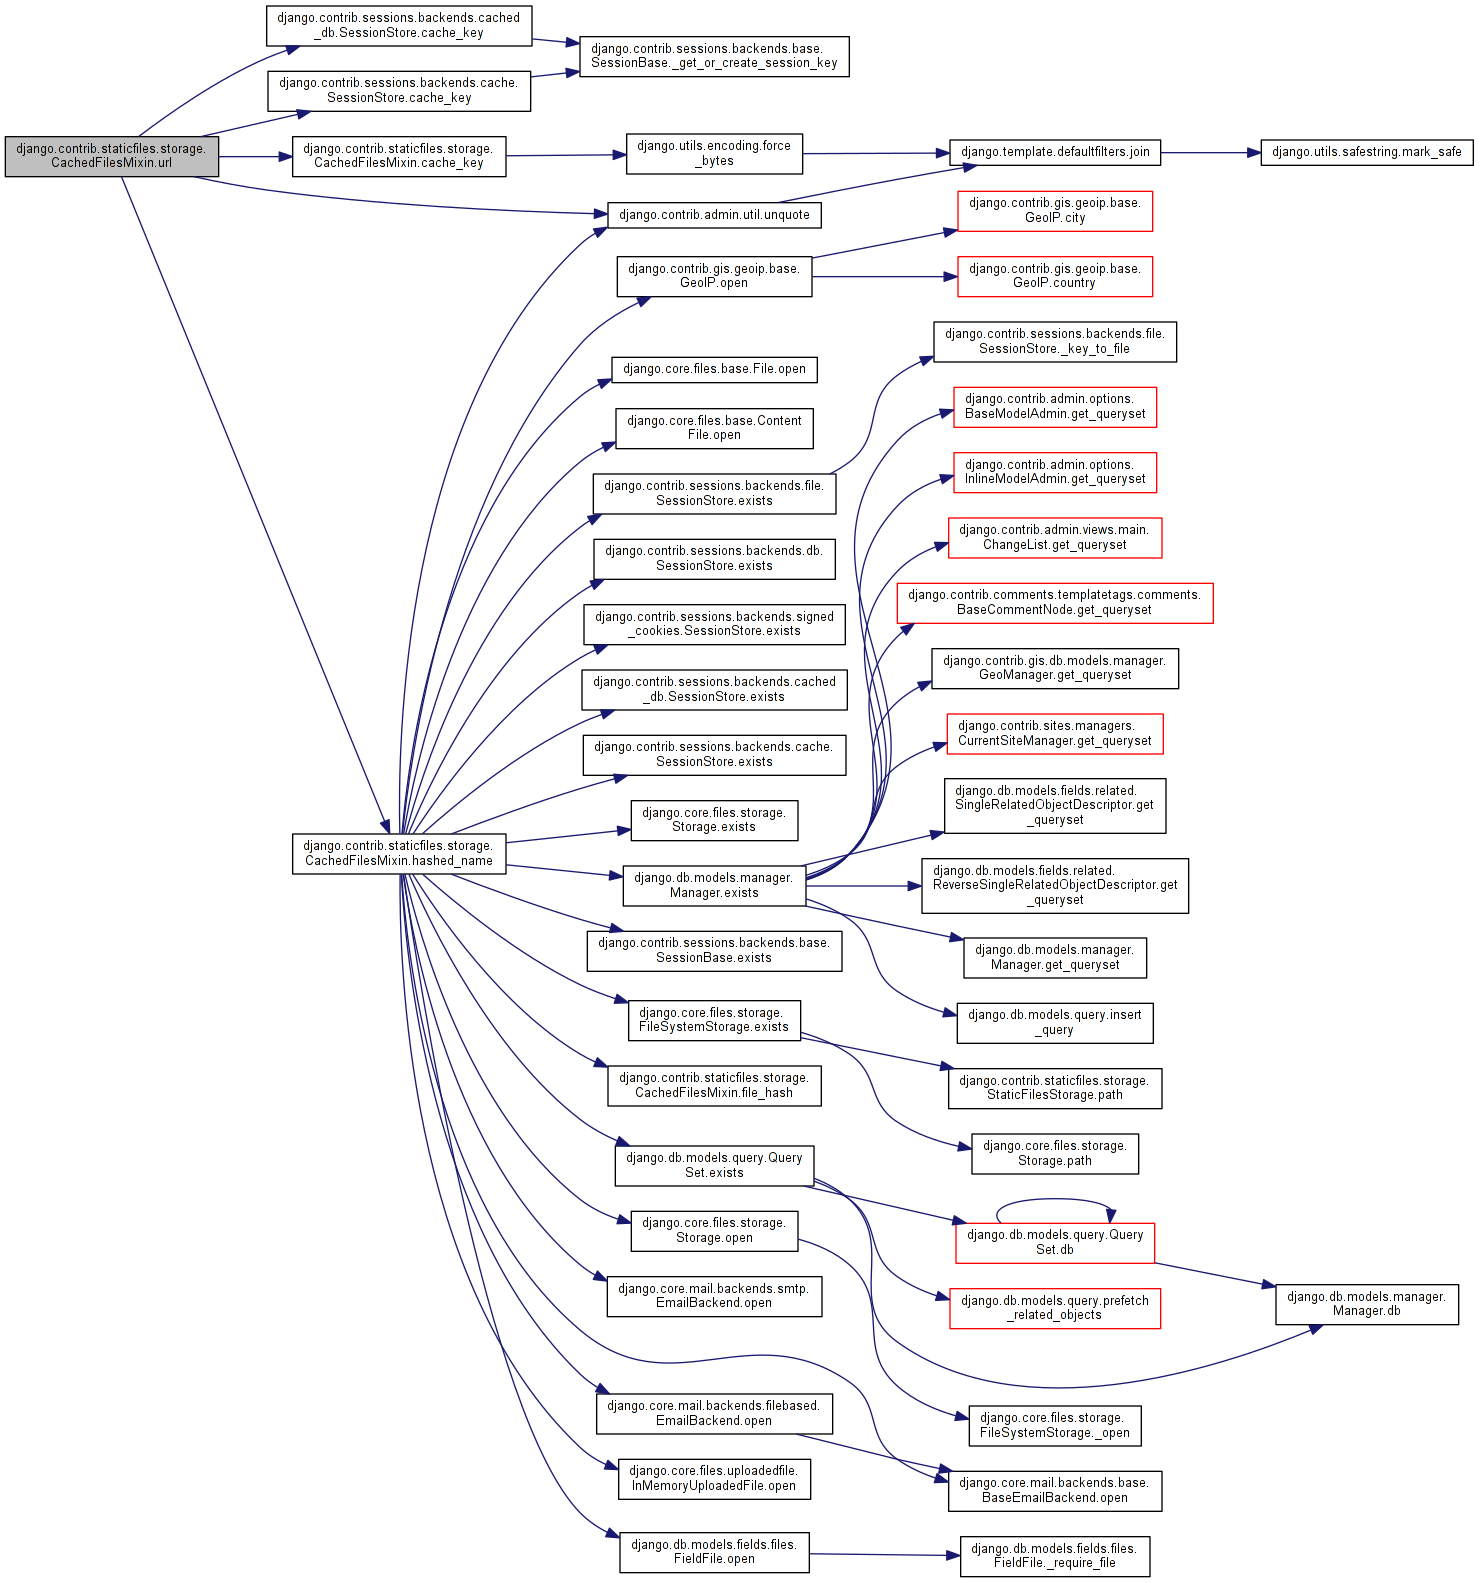 django.contrib.sessions.backends.cached
_db.SessionStore.cache_key
django.contrib.sessions.backends.base.
SessionBase._get_or_create_session_key
django.contrib.sessions.backends.cache.
SessionStore.cache_key
django.contrib.staticfiles.storage.
CachedFilesMixin.url
django.contrib.staticfiles.storage.
CachedFilesMixin.cache_key
django.utils.encoding.force
_bytes
django.template.defaultfilters.join
django.utils.safestring.mark_safe
django.contrib.admin.util.unquote
django.contrib.gis.geoip.base.
GeoIP.city
django.contrib.gis.geoip.base.
GeoIP.open
django.contrib.gis.geoip.base.
GeoIP.country
django.contrib.sessions.backends.file.
SessionStore._key_to_file
django.core.files.base.File.open
django.contrib.admin.options.
BaseModelAdmin.get_queryset
django.core.files.base.Content
File.open
django.contrib.admin.options.
InlineModelAdmin.get_queryset
django.contrib.sessions.backends.file.
SessionStore.exists
django.contrib.admin.views.main.
ChangeList.get_queryset
django.contrib.sessions.backends.db.
SessionStore.exists
django.contrib.comments.templatetags.comments.
BaseCommentNode.get_queryset
django.contrib.sessions.backends.signed
_cookies.SessionStore.exists
django.contrib.gis.db.models.manager.
GeoManager.get_queryset
django.contrib.sessions.backends.cached
_db.SessionStore.exists
django.contrib.sites.managers.
CurrentSiteManager.get_queryset
django.contrib.sessions.backends.cache.
SessionStore.exists
django.db.models.fields.related.
SingleRelatedObjectDescriptor.get
_queryset
django.core.files.storage.
Storage.exists
django.contrib.staticfiles.storage.
CachedFilesMixin.hashed_name
django.db.models.manager.
Manager.exists
django.db.models.fields.related.
ReverseSingleRelatedObjectDescriptor.get
_queryset
django.contrib.sessions.backends.base.
SessionBase.exists
django.db.models.manager.
Manager.get_queryset
django.core.files.storage.
FileSystemStorage.exists
django.db.models.query.insert
_query
django.contrib.staticfiles.storage.
CachedFilesMixin.file_hash
django.contrib.staticfiles.storage.
StaticFilesStorage.path
django.db.models.query.Query
Set.exists
django.core.files.storage.
Storage.path
django.core.files.storage.
Storage.open
django.db.models.query.Query
Set.db
django.core.mail.backends.smtp.
EmailBackend.open
django.db.models.query.prefetch
_related_objects
django.db.models.manager.
Manager.db
django.core.mail.backends.filebased.
EmailBackend.open
django.core.files.storage.
FileSystemStorage._open
django.core.files.uploadedfile.
InMemoryUploadedFile.open
django.core.mail.backends.base.
BaseEmailBackend.open
django.db.models.fields.files.
FieldFile.open
django.db.models.fields.files.
FieldFile._require_file